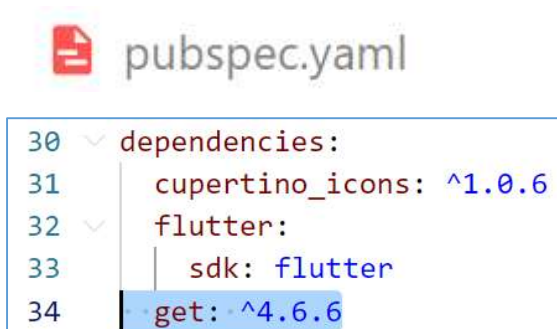 pubspec.yaml
30 dependencies:
31 cupertino_icons: ^1.0.6
32 flutter:
33 sdk: flutter
34 get: ^4.6.6